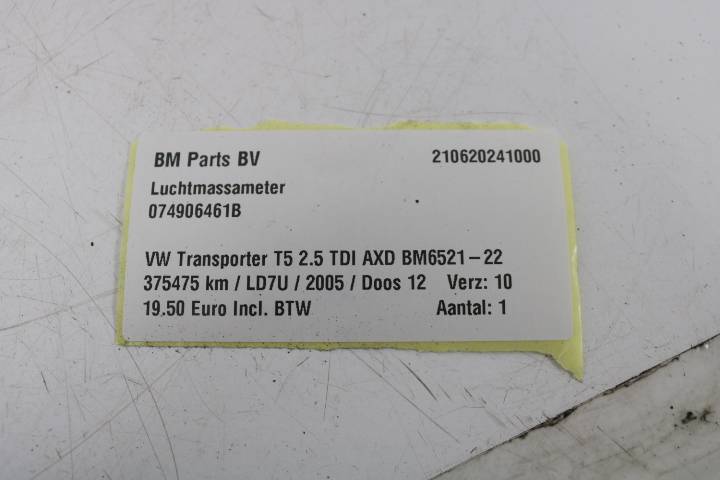 BM Parts BV 210620241000
Luchtmassameter
074906461B
VW Transporter T5 2.5 TDI AXD BM6521-22
375475 km / LD7U / 2005 / Doos 12 Verz: 10
19.50 Euro Incl. BTW Aantal: 1